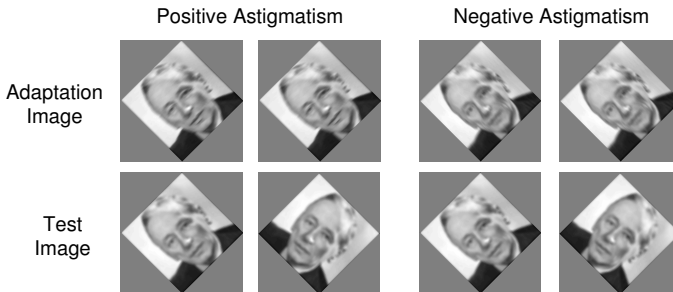 Positive Astigmatism
Negative Astigmatism
Adaptation
Image
Test
Image